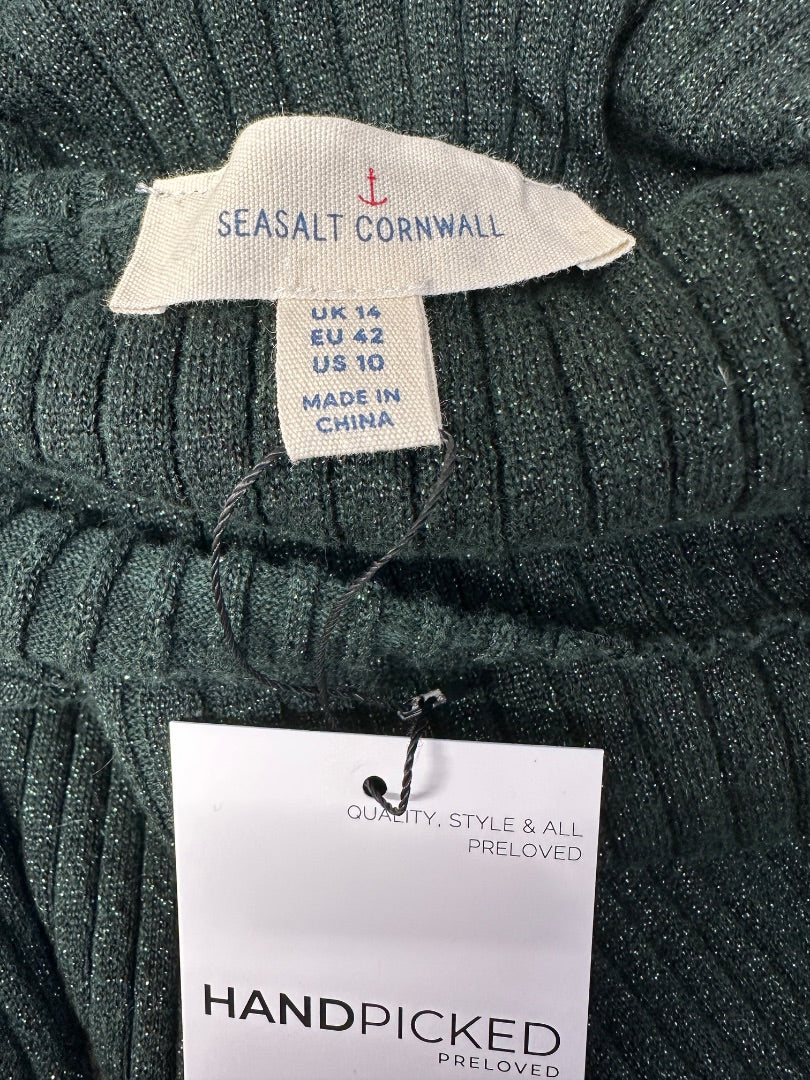 SEASALT CORNWALL
UK 14
EU 42
US 10
MADE IN
CHINA
QUALITY, STYLE & ALL
PRELOVED
HANDPICKED
PRELOVED